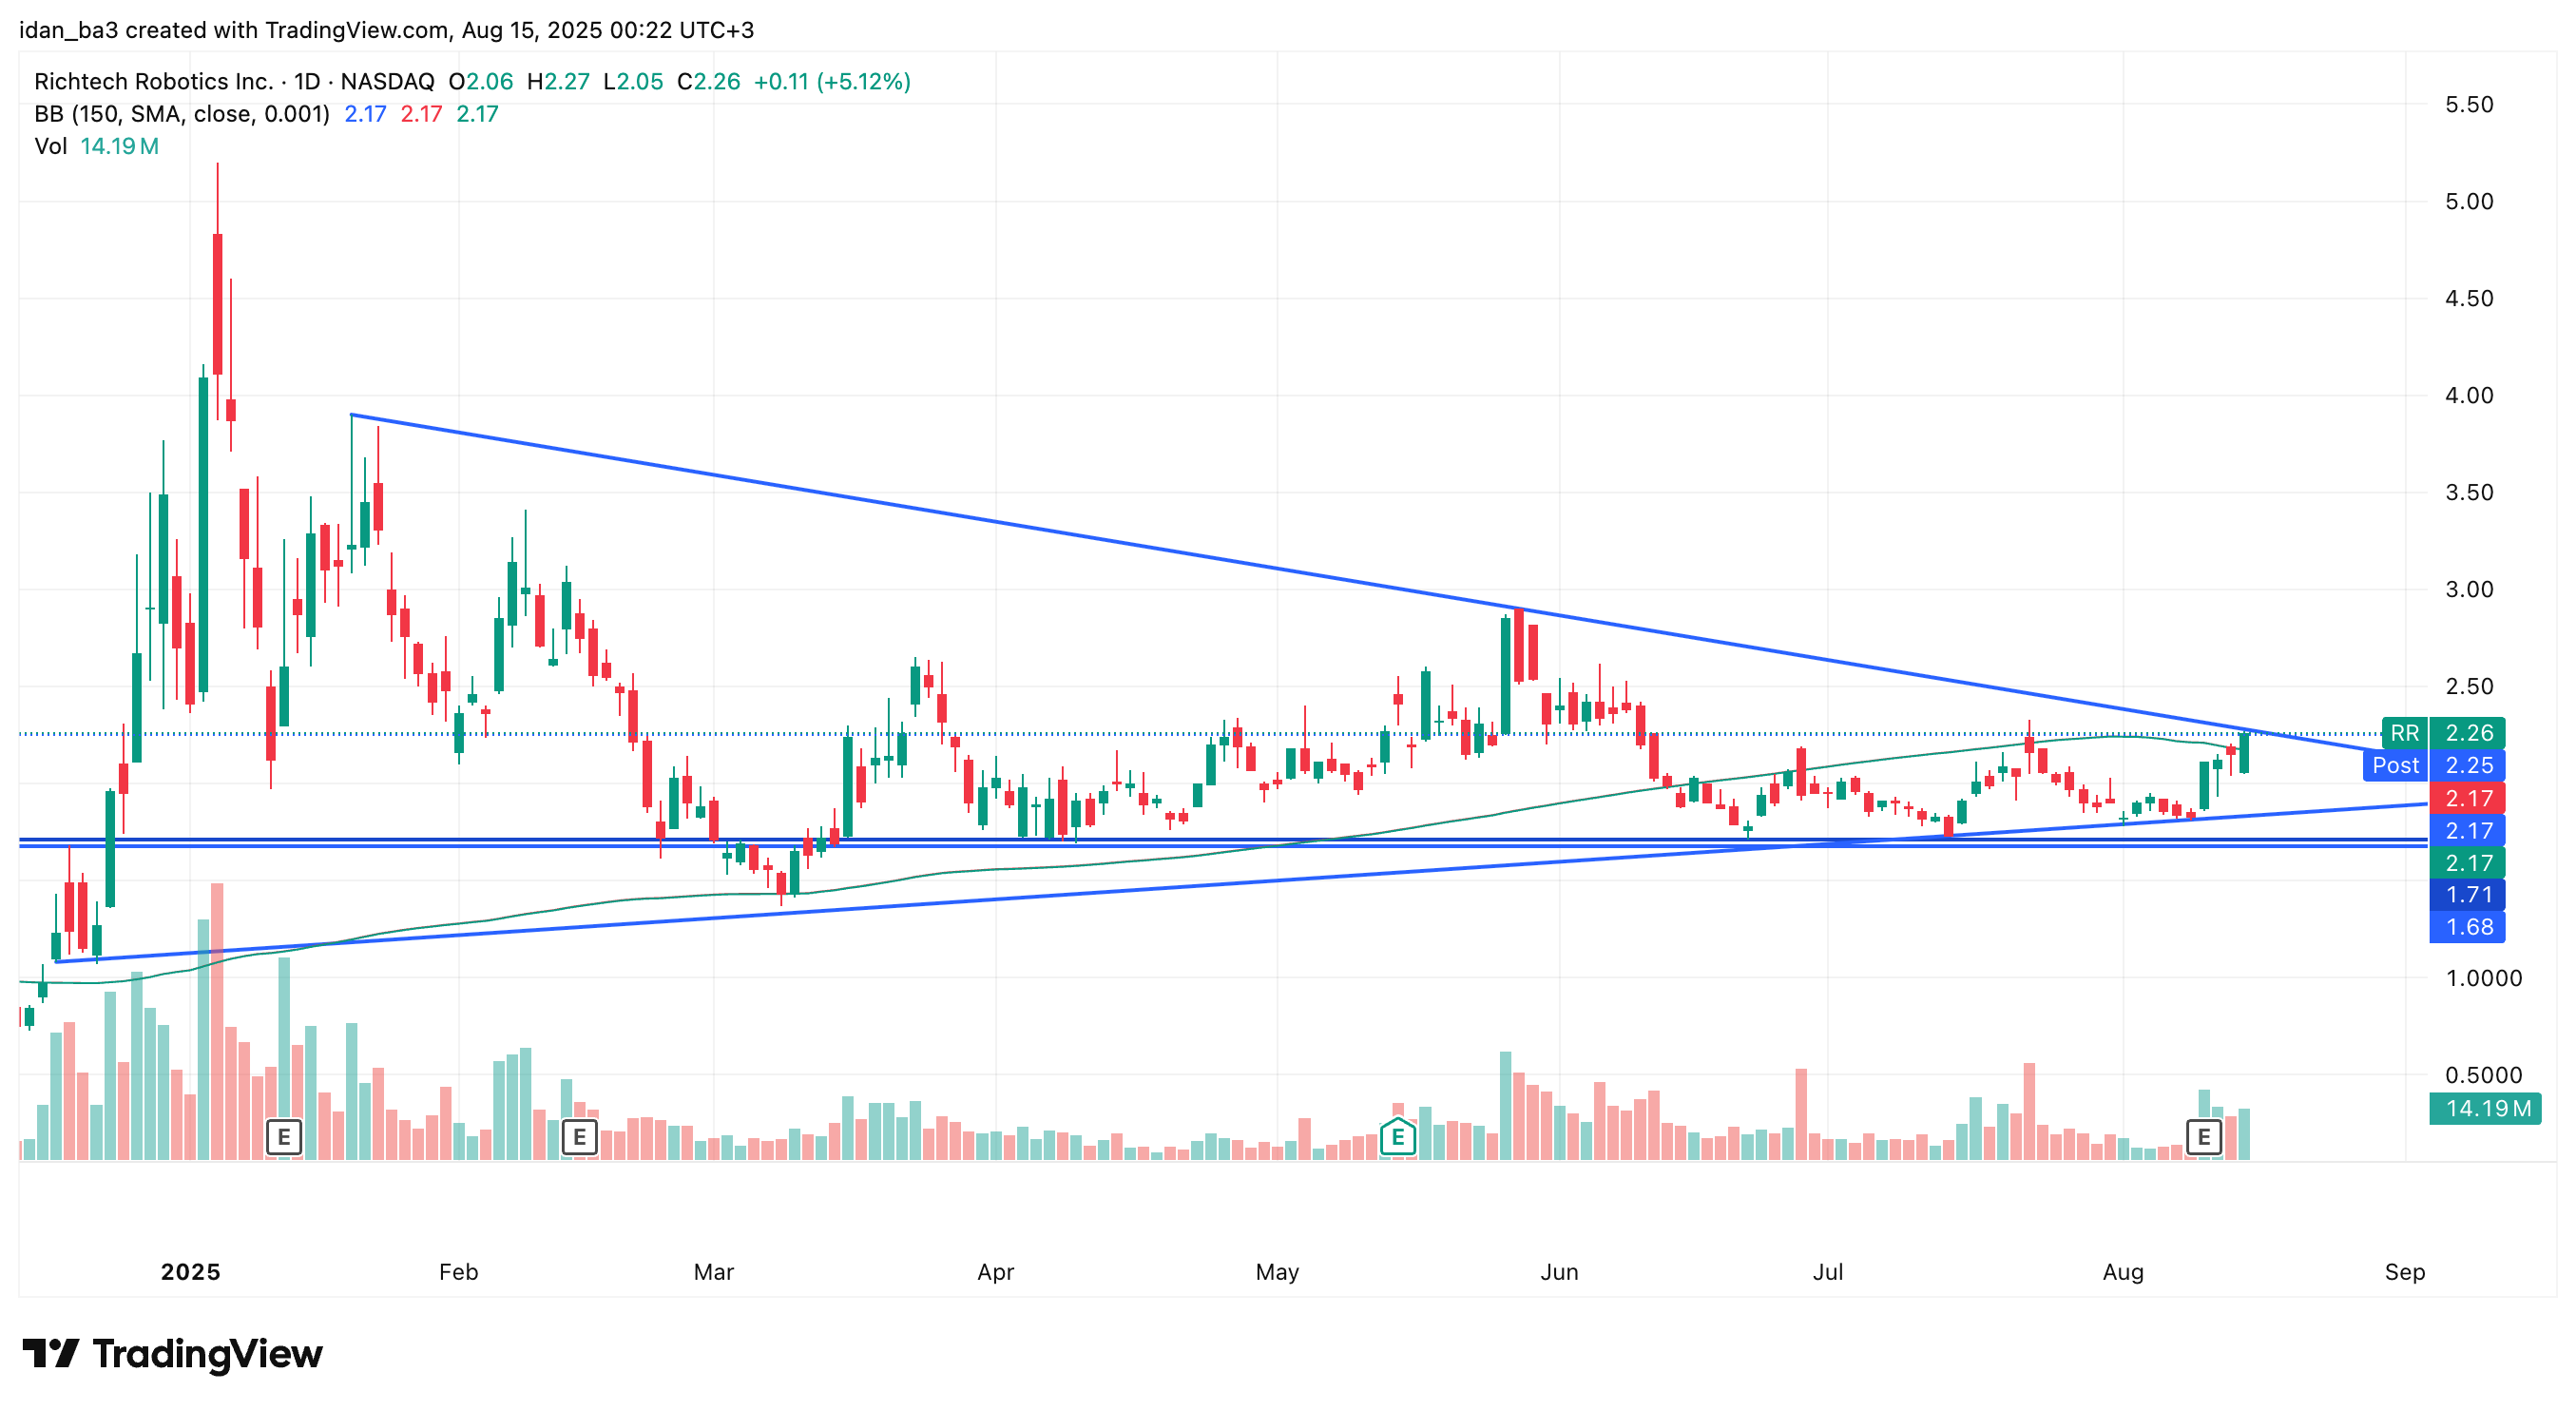 idan_ba3 created with TradingView.com, Aug 15, 2025 00:22 UTC+3
Richtech Robotics Inc. · 1D · NASDAQ O2.06 H2.27 L2.05 C2.26 +0.11 (+5.12%)
BB (150, SMA, close, 0.001) 2.17 2.17 2.17
Vol 14.19 M
5.50
5.00
4.50
4.00
3.50
3.00
2.50
RR 2.26
Post 2.25
2.17
2.17
2.17
1.71
1.68
1.0000
0.5000
14.19 M
E E E E
2025 Feb Mar Apr May Jun Jul Aug Sep
TradingView